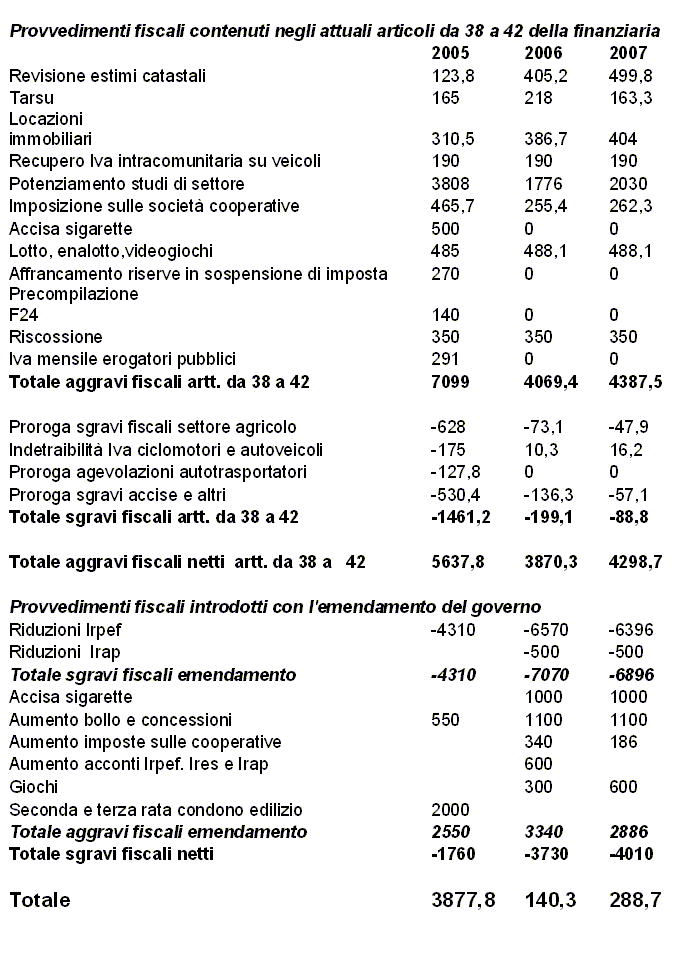 Provvedimenti fiscali contenuti negli attuali articoli da 38 a 42 della finanziaria
2005 2006 2007
Revisione estimi catastali 123,8 405,2 499,8
Tarsu 165 218 163,3
Locazioni
immobiliari 310,5 386,7 404
Recupero Iva intracomunitaria su veicoli 190 190 190
Potenziamento studi di settore 3808 1776 2030
Imposizione sulle società cooperative 465,7 255,4 262,3
Accisa sigarette 500 0 0
Lotto, enalotto,videogiochi 485 488,1 488,1
Affrancamento riserve in sospensione di imposta 270 0 0
Precompilazione
F24 140 0 0
Riscossione 350 350 350
Iva mensile erogatori pubblici 291 0 0
Totale aggravi fiscali artt. da 38 a 42 7099 4069,4 4387,5
Proroga sgravi fiscali settore agricolo -628 -73,1 -47,9
Indetraibilità Iva ciclomotori e autoveicoli -175 10,3 16,2
Proroga agevolazioni autotrasportatori -127,8 0 0
Proroga sgravi accise e altri -530,4 -136,3 -57,1
Totale sgravi fiscali artt. da 38 a 42 -1461,2 -199,1 -88,8
Totale aggravi fiscali netti artt. da 38 a 42 5637,8 3870,3 4298,7
Provvedimenti fiscali introdotti con l'emendamento del governo
Riduzioni Irpef -4310 -6570 -6396
Riduzioni Irap -500 -500
Totale sgravi fiscali emendamento -4310 -7070 -6896
Accisa sigarette 1000 1000
Aumento bollo e concessioni 550 1100 1100
Aumento imposte sulle cooperative 340 186
Aumento acconti Irpef. Ires e Irap 600
Giochi 300 600
Seconda e terza rata condono edilizio 2000
Totale aggravi fiscali emendamento 2550 3340 2886
Totale sgravi fiscali netti -1760 -3730 -4010
Totale 3877,8 140,3 288,7